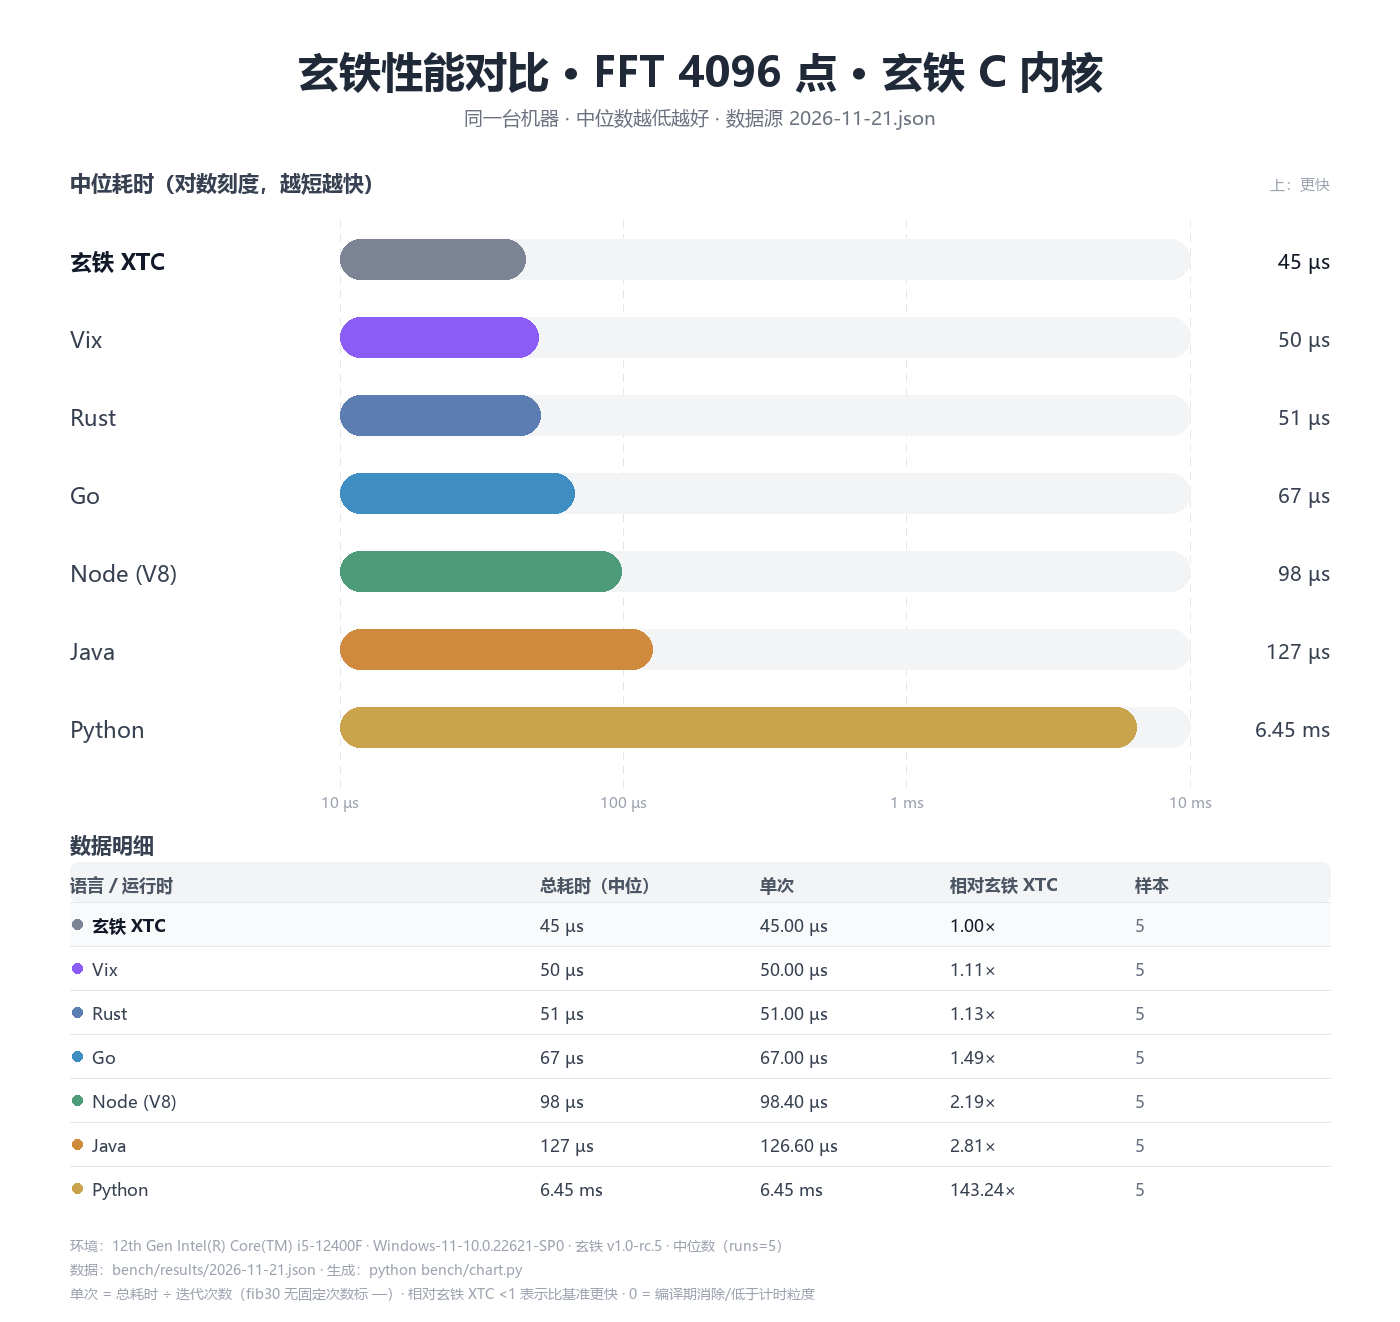 玄铁性能对比 • FFT 4096 点 • 玄铁 C 内核
同一台机器 · 中位数越低越好 · 数据源 2026-11-21.json
中位耗时（对数刻度，越短越快） 上：更快
玄铁 XTC 45 µs
Vix 50 µs
Rust 51 µs
Go 67 µs
Node (V8) 98 µs
Java 127 µs
Python 6.45 ms
10 µs 100 µs 1 ms 10 ms
数据明细
语言 / 运行时 总耗时（中位） 单次 相对玄铁 XTC 样本
玄铁 XTC 45 µs 45.00 µs 1.00× 5
Vix 50 µs 50.00 µs 1.11× 5
Rust 51 µs 51.00 µs 1.13× 5
Go 67 µs 67.00 µs 1.49× 5
Node (V8) 98 µs 98.40 µs 2.19× 5
Java 127 µs 126.60 µs 2.81× 5
Python 6.45 ms 6.45 ms 143.24× 5
环境：12th Gen Intel(R) Core(TM) i5-12400F · Windows-11-10.0.22621-SP0 · 玄铁 v1.0-rc.5 · 中位数（runs=5）
数据：bench/results/2026-11-21.json · 生成：python bench/chart.py
单次 = 总耗时 ÷ 迭代次数（fib30 无固定次数标 —）· 相对玄铁 XTC <1 表示比基准更快 · 0 = 编译期消除/低于计时粒度